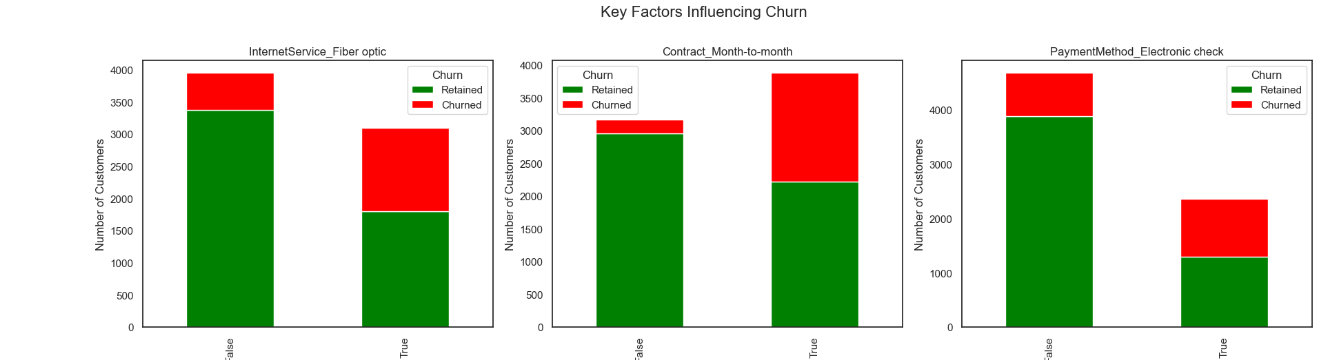 Key Factors Influencing Churn
InternetService_Fiber optic
Number of Customers
4000
3500
3000
2500
2000
1500
1000
500
0
Churn
Retained
Churned
False
True
Contract_Month-to-month
Number of Customers
4000
3500
3000
2500
2000
1500
1000
500
0
Churn
Retained
Churned
False
True
PaymentMethod_Electronic check
Number of Customers
4000
3000
2000
1000
0
Churn
Retained
Churned
False
True